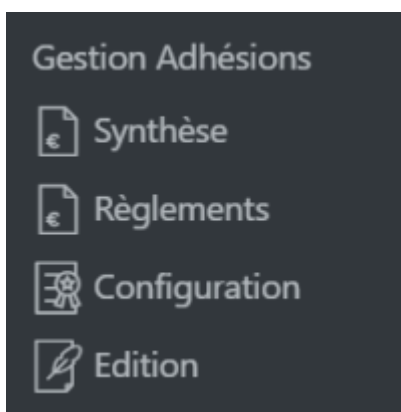 Gestion Adhésions
Synthèse
Règlements
Configuration
Edition